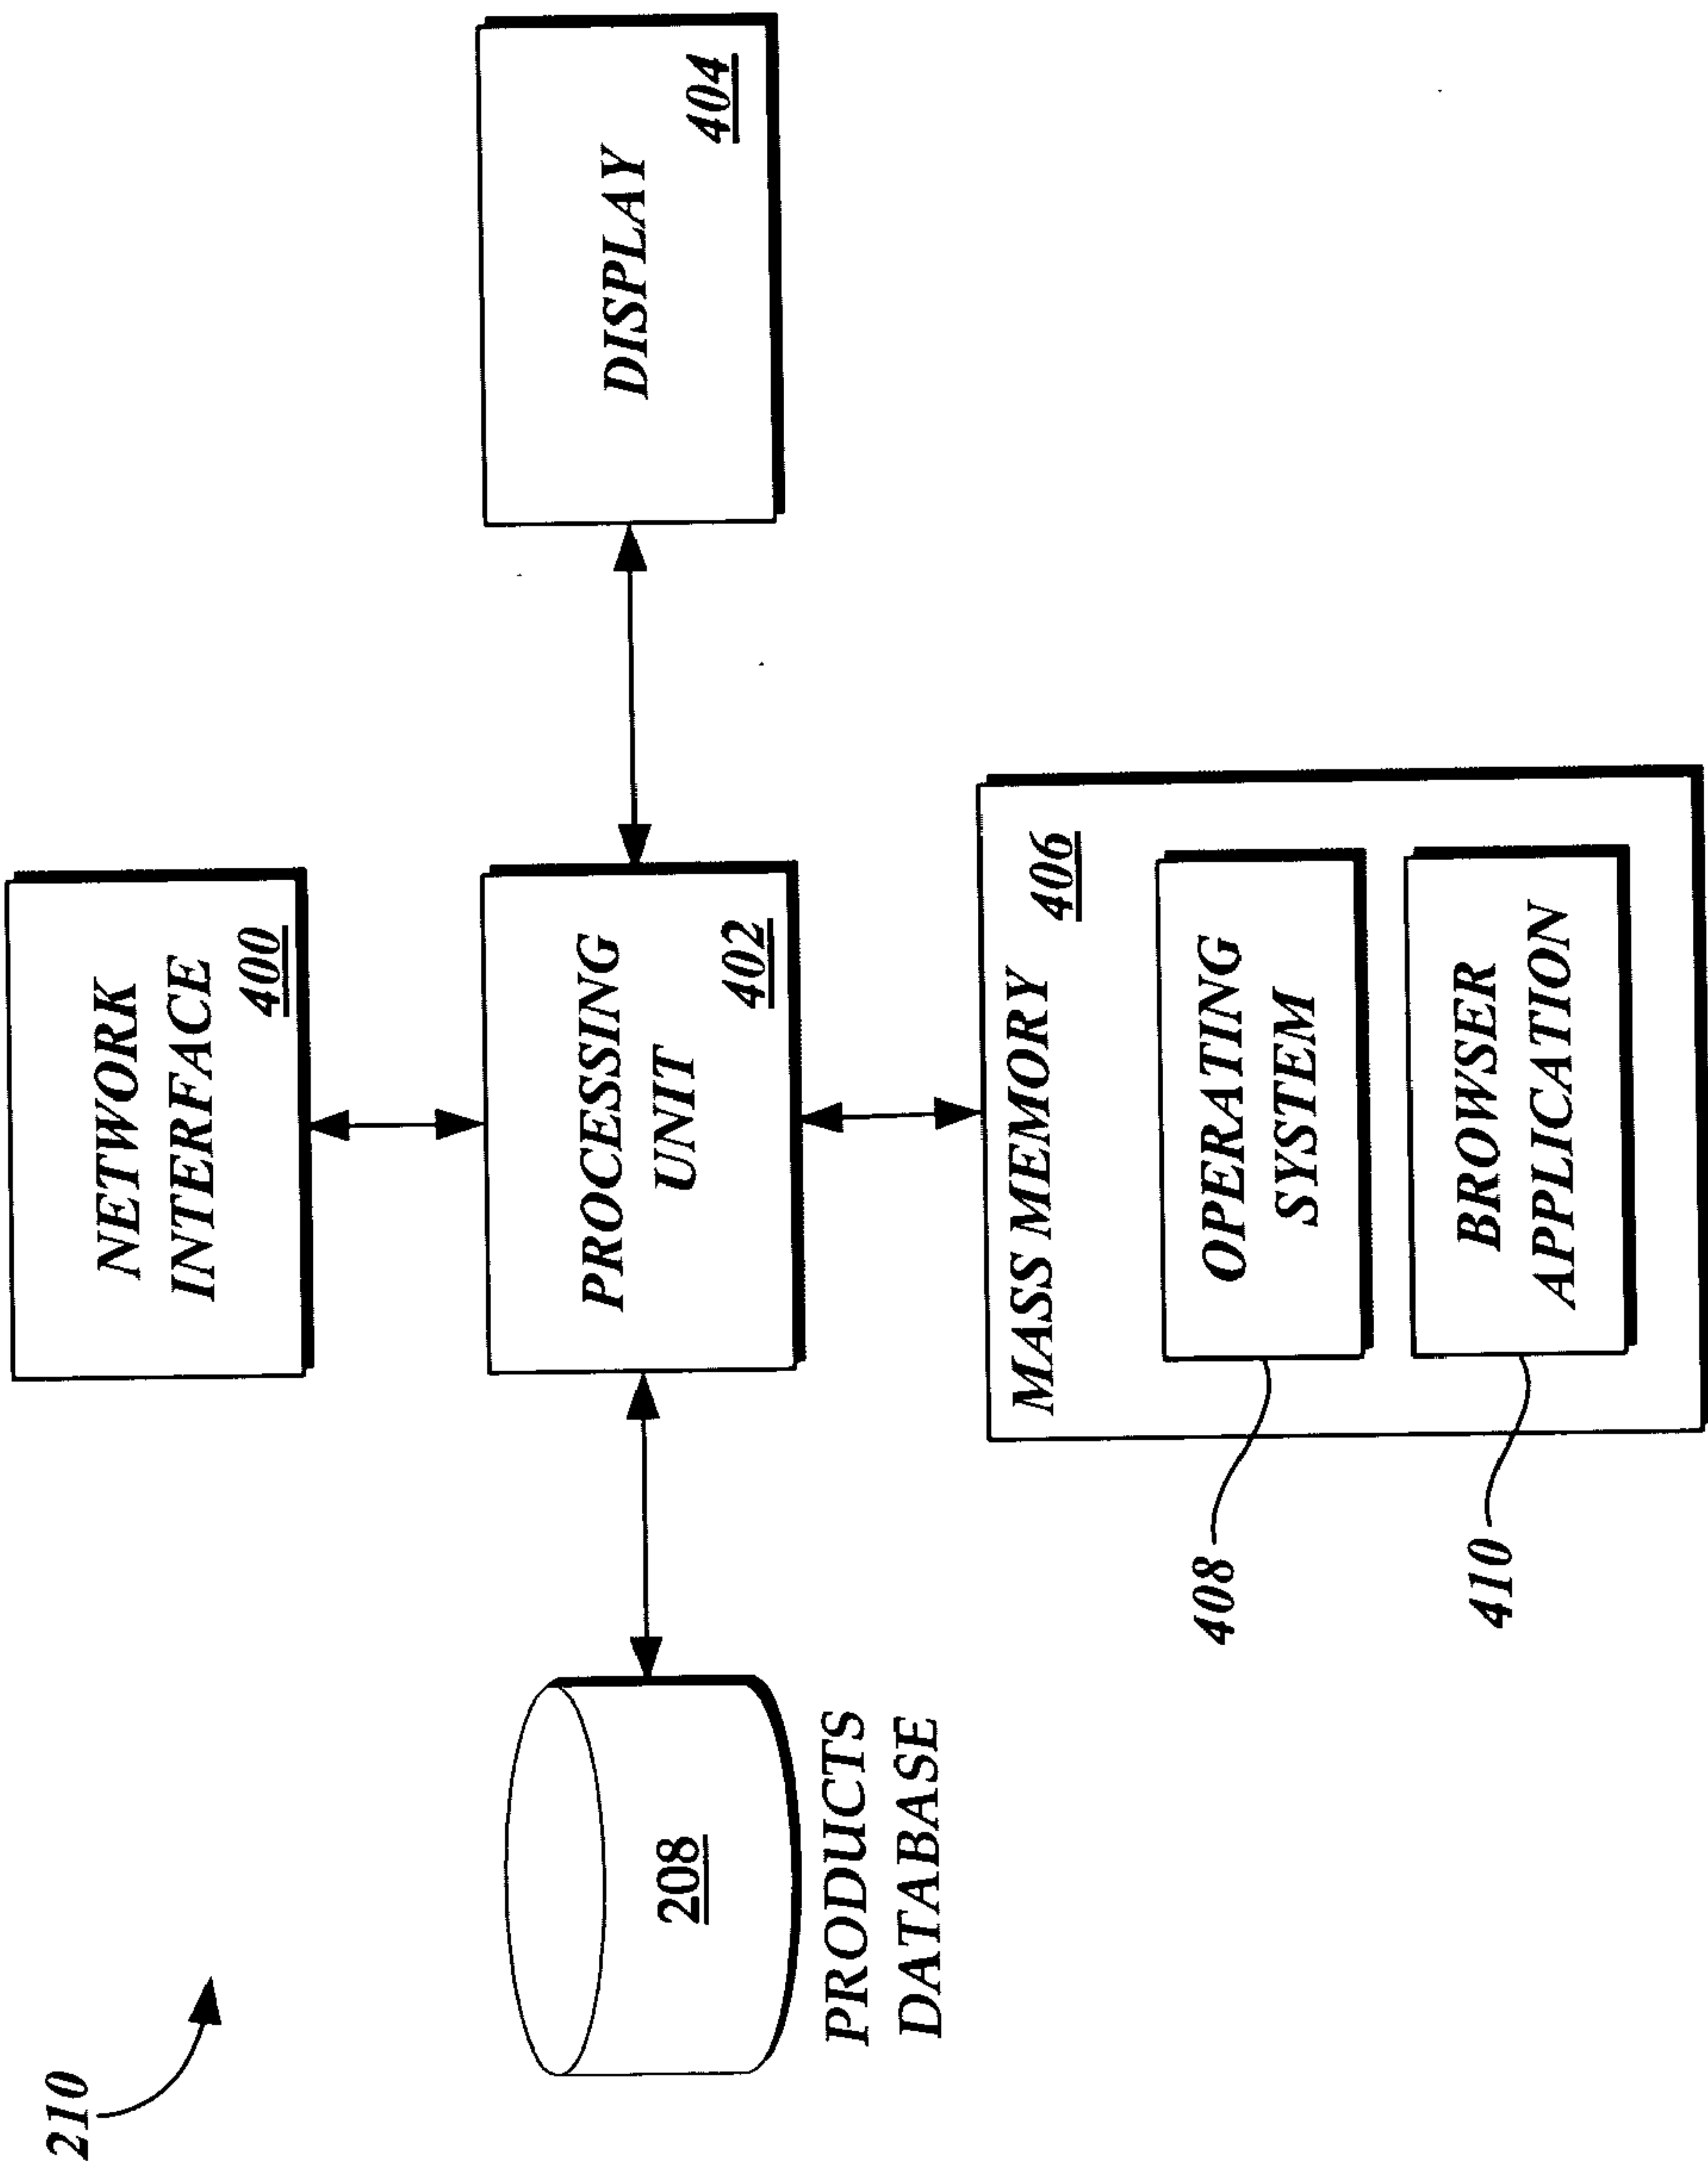 210
NETWORK
INTERFACE
400
208
PRODUCTS
DATABASE
PROCESSING
UNIT
402
DISPLAY
404
MASS MEMORY
406
408
OPERATING
SYSTEM
410
BROWSER
APPLICATION